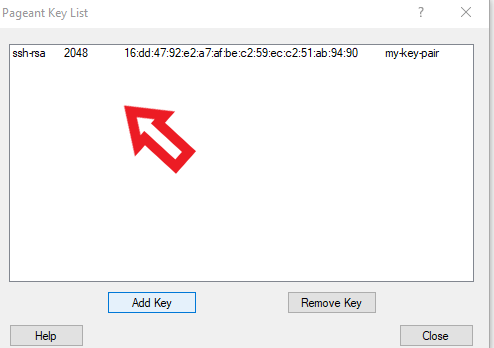 Pageant Key List ?
ssh-rsa 2048 16:dd:47:92:e2:a7:af:be:c2:59:ec:c2:51:ab:94:90 my-key-pair
Add Key Remove Key
Help Close